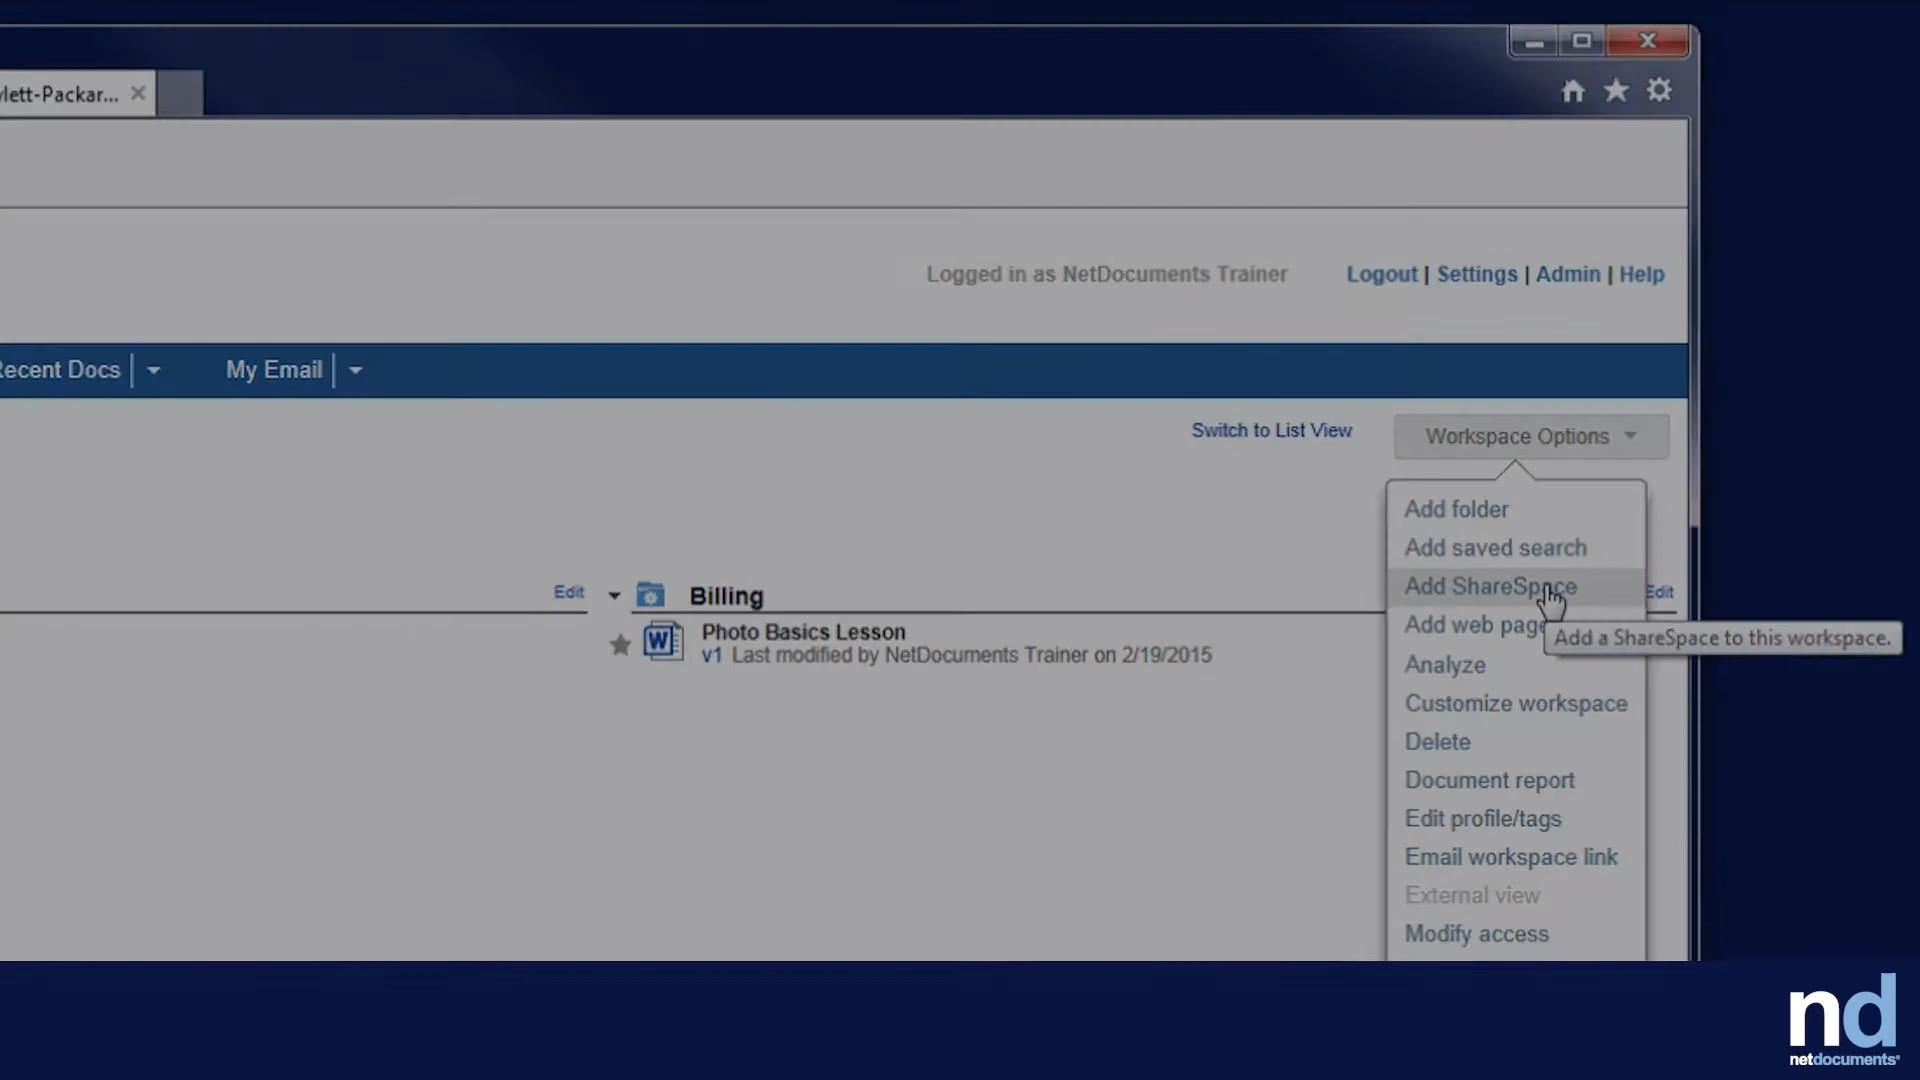 lett-Packar...
Logged in as NetDocuments Trainer
Logout | Settings | Admin | Help
Recent Docs
My Email
Switch to List View
Workspace Options
Add folder
Add saved search
Add ShareSpace
Add web page
Add a ShareSpace to this workspace.
Analyze
Customize workspace
Delete
Document report
Edit profile/tags
Email workspace link
External view
Modify access
Edit
Billing
Edit
Photo Basics Lesson
v1 Last modified by NetDocuments Trainer on 2/19/2015
nd
netdocuments